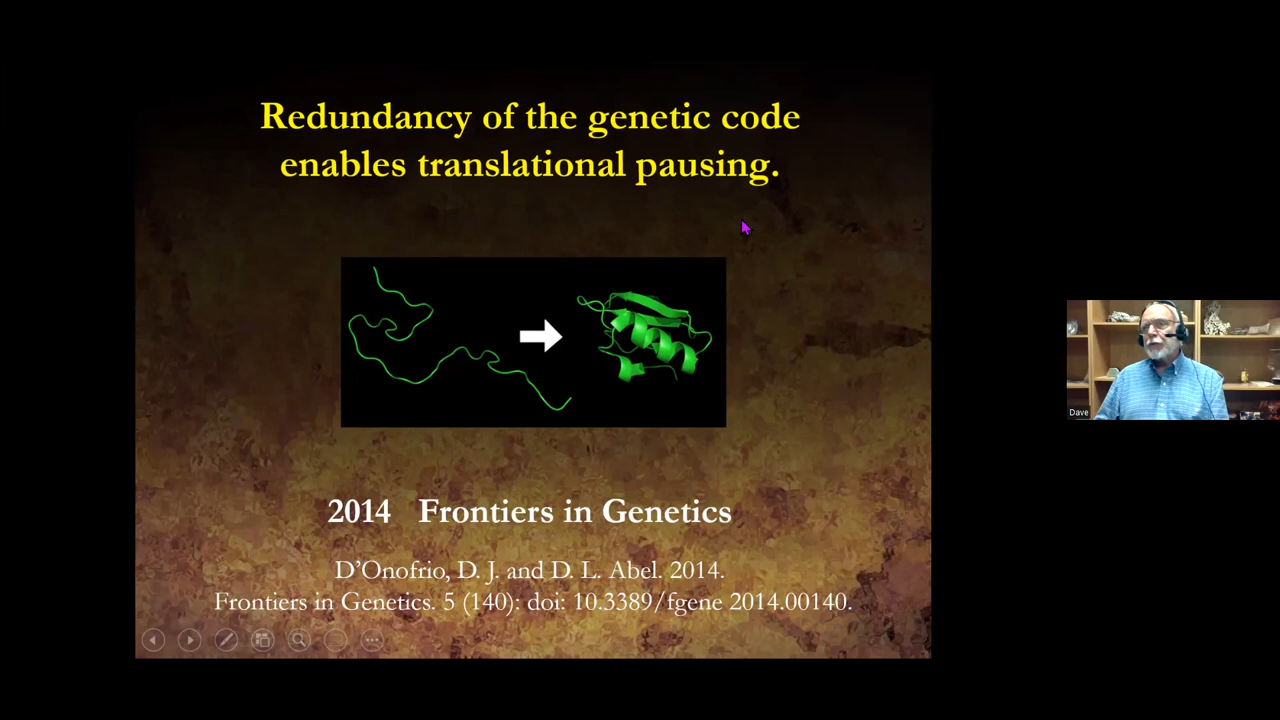 Redundancy of the genetic code
enables translational pausing.
2014 Frontiers in Genetics
D’Onofrio, D. J. and D. L. Abel. 2014.
Frontiers in Genetics. 5 (140): doi: 10.3389/fgene 2014.00140.
Dave